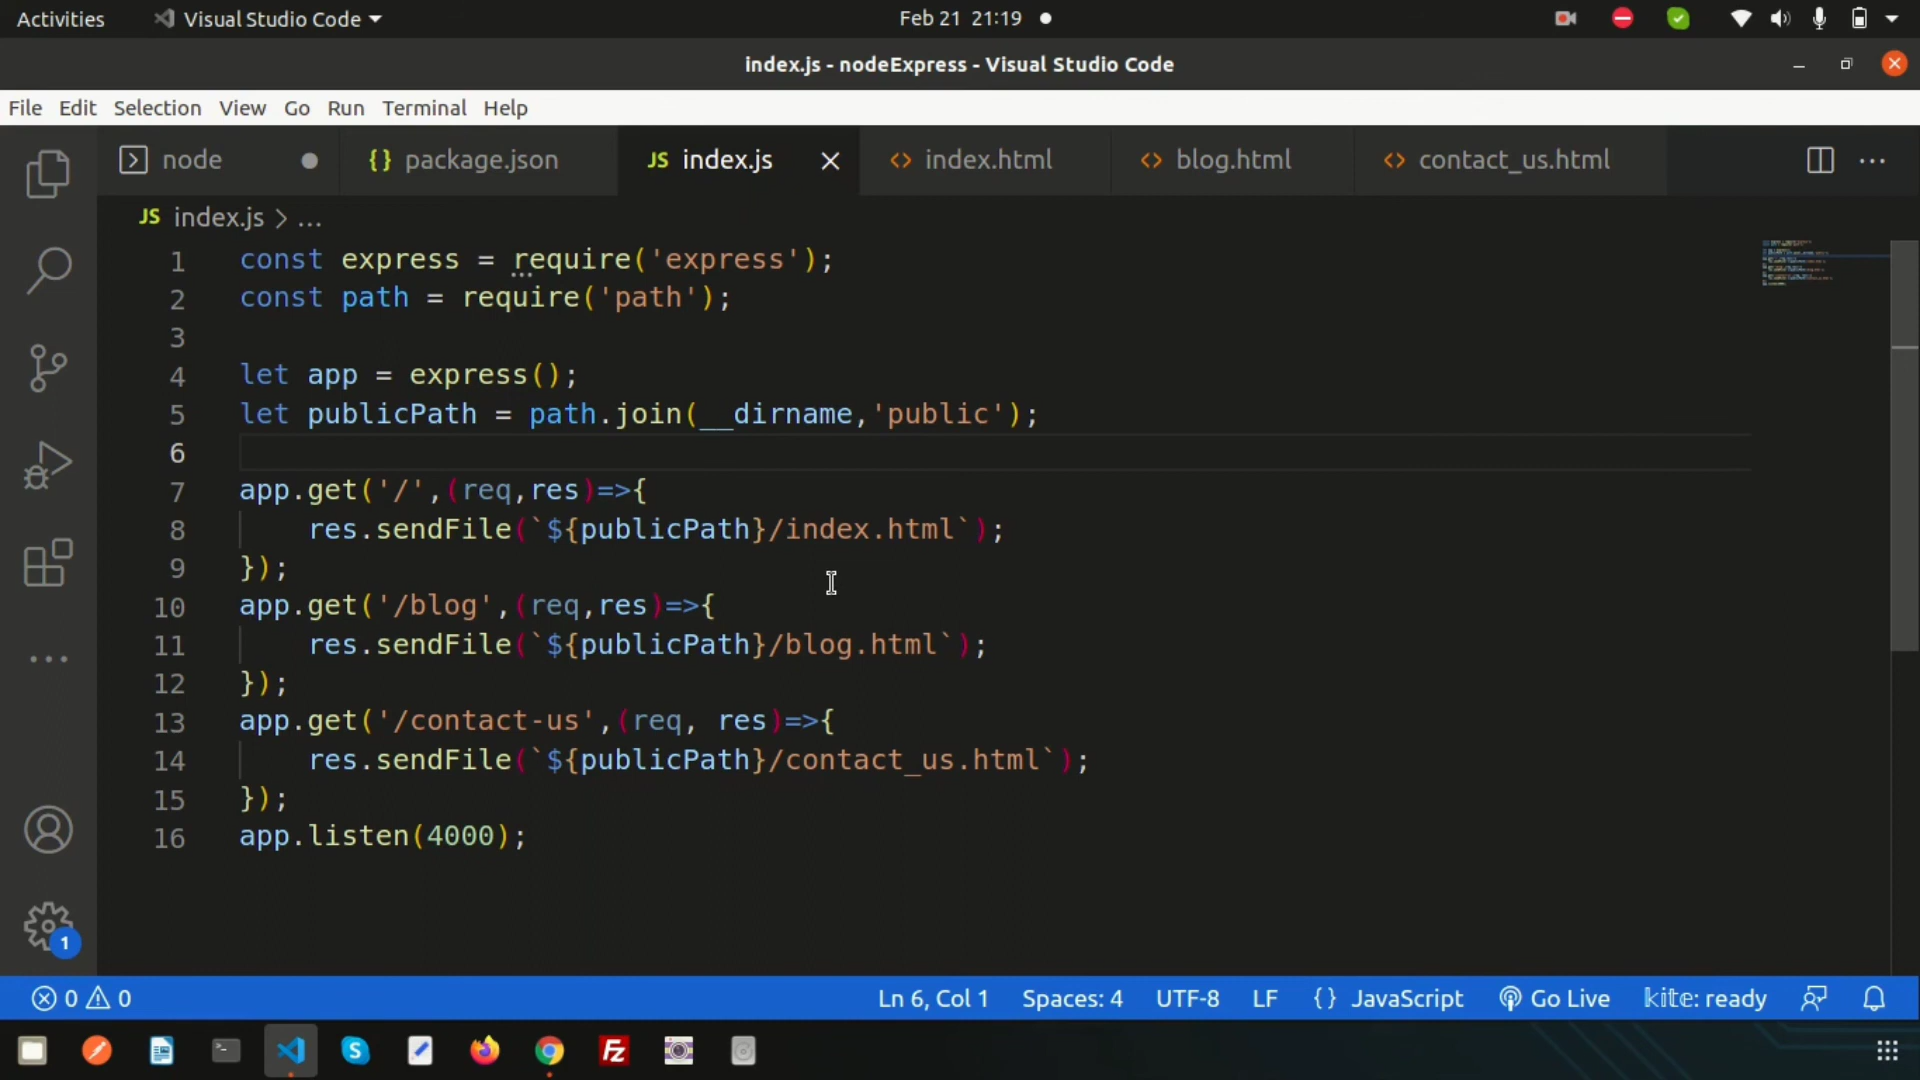 Activities Visual Studio Code Feb 21 21:19
index.js - nodeExpress - Visual Studio Code
File Edit Selection View Go Run Terminal Help
node {} package.json JS index.js <> index.html <> blog.html <> contact_us.html
JS index.js > ...
1 const express = require('express');
2 const path = require('path');
3
4 let app = express();
5 let publicPath = path.join(__dirname,'public');
6
7 app.get('/',(req,res)=>{
8 res.sendFile(`${publicPath}/index.html`);
9 });
10 app.get('/blog',(req,res)=>{
11 res.sendFile(`${publicPath}/blog.html`);
12 });
13 app.get('/contact-us',(req, res)=>{
14 res.sendFile(`${publicPath}/contact_us.html`);
15 });
16 app.listen(4000);
1
0 0 Ln 6, Col 1 Spaces: 4 UTF-8 LF {} JavaScript Go Live kite: ready